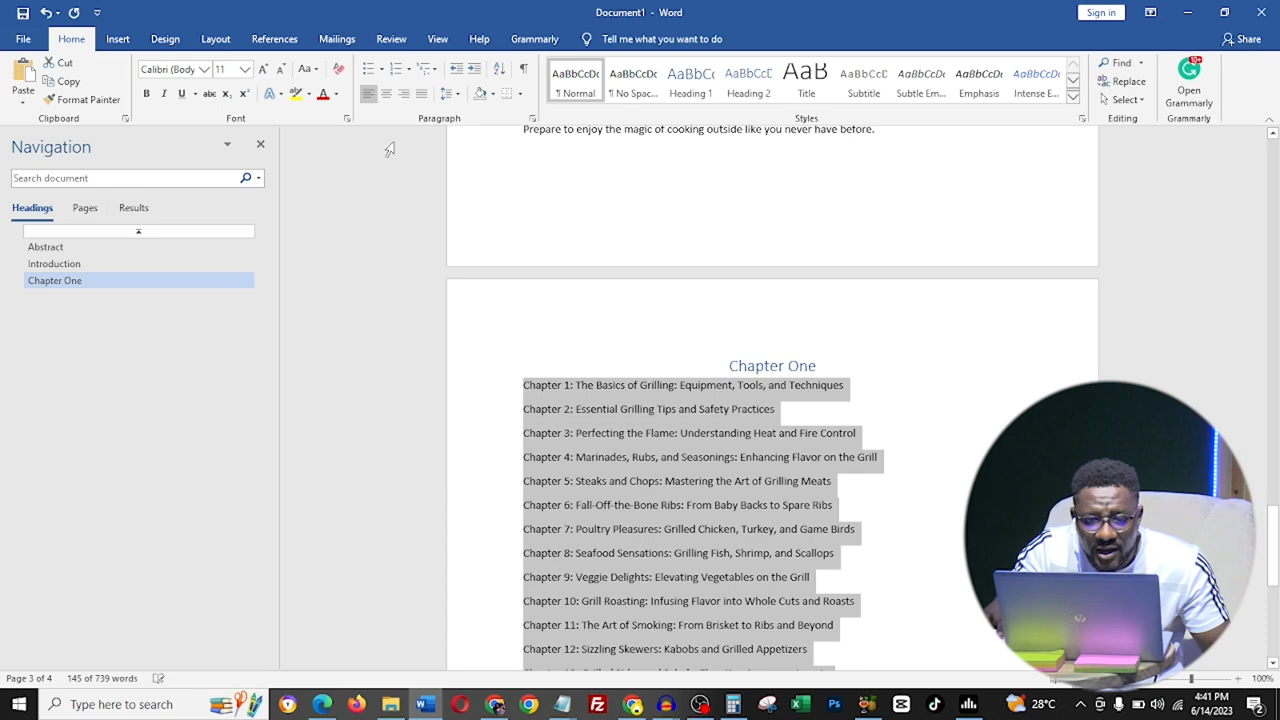 Document1 - Word
Sign in
File Home Insert Design Layout References Mailings Review View Help Grammarly Tell me what you want to do Share
Paste
Cut
Copy
Format Painter
Clipboard
Calibri (Body 11
Font
Paragraph
AaBbCcDc AaBbCcDc AaBbCc AaBbCcD AaB AaBbCcD AaBbCcDc AaBbCcDc AaBbCcDc
¶ Normal ¶ No Spac... Heading 1 Heading 2 Title Subtitle Subtle Em... Emphasis Intense E...
Styles
Find
Replace
Select
Editing
Open
Grammarly
Grammarly
Navigation
Search document
Headings Pages Results
Abstract
Introduction
Chapter One
Prepare to enjoy the magic of cooking outside like you never have before.
Chapter One
Chapter 1: The Basics of Grilling: Equipment, Tools, and Techniques
Chapter 2: Essential Grilling Tips and Safety Practices
Chapter 3: Perfecting the Flame: Understanding Heat and Fire Control
Chapter 4: Marinades, Rubs, and Seasonings: Enhancing Flavor on the Grill
Chapter 5: Steaks and Chops: Mastering the Art of Grilling Meats
Chapter 6: Fall-Off-the-Bone Ribs: From Baby Backs to Spare Ribs
Chapter 7: Poultry Pleasures: Grilled Chicken, Turkey, and Game Birds
Chapter 8: Seafood Sensations: Grilling Fish, Shrimp, and Scallops
Chapter 9: Veggie Delights: Elevating Vegetables on the Grill
Chapter 10: Grill Roasting: Infusing Flavor into Whole Cuts and Roasts
Chapter 11: The Art of Smoking: From Brisket to Ribs and Beyond
Chapter 12: Sizzling Skewers: Kabobs and Grilled Appetizers
Page 3 of 4 145 of 739 words
100%
Type here to search
28°C
4:41 PM
6/14/2023